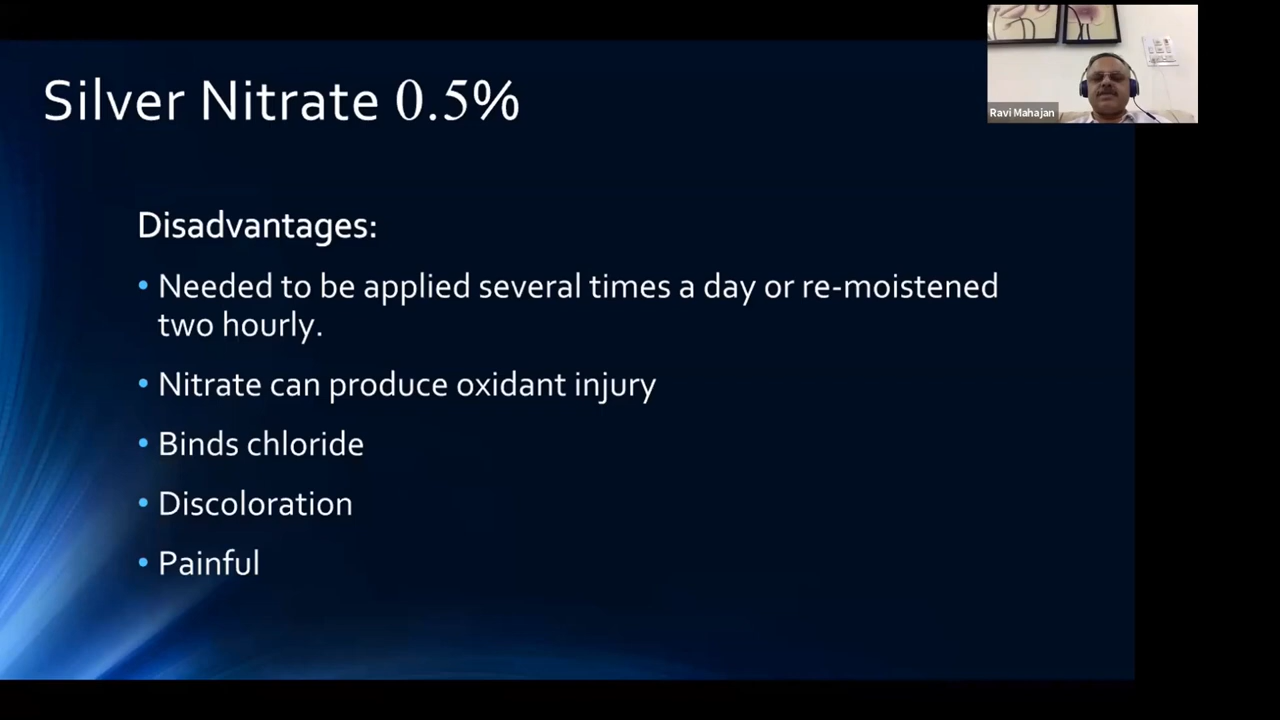 Silver Nitrate 0.5%
Ravi Mahajan
Disadvantages:
• Needed to be applied several times a day or re-moistened
two hourly.
• Nitrate can produce oxidant injury
• Binds chloride
• Discoloration
• Painful